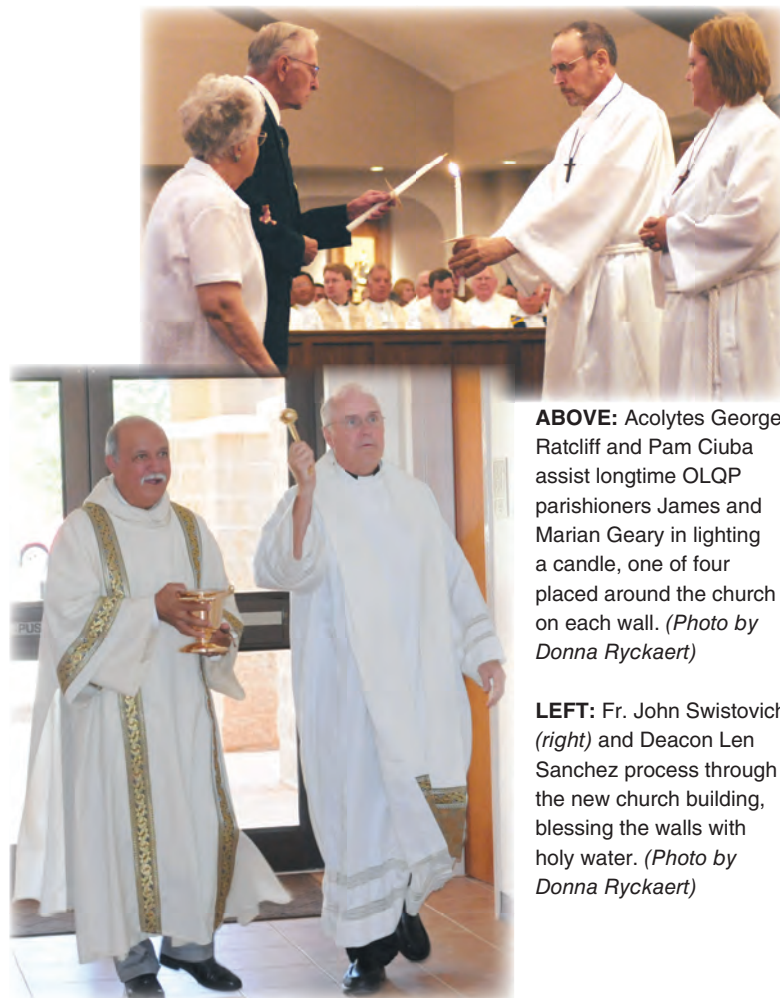 PUS
ABOVE: Acolytes George
Ratcliff and Pam Ciuba
assist longtime OLQP
parishioners James and
Marian Geary in lighting
a candle, one of four
placed around the church
on each wall. (Photo by
Donna Ryckaert)
LEFT: Fr. John Swistovich
(right) and Deacon Len
Sanchez process through
the new church building,
blessing the walls with
holy water. (Photo by
Donna Ryckaert)